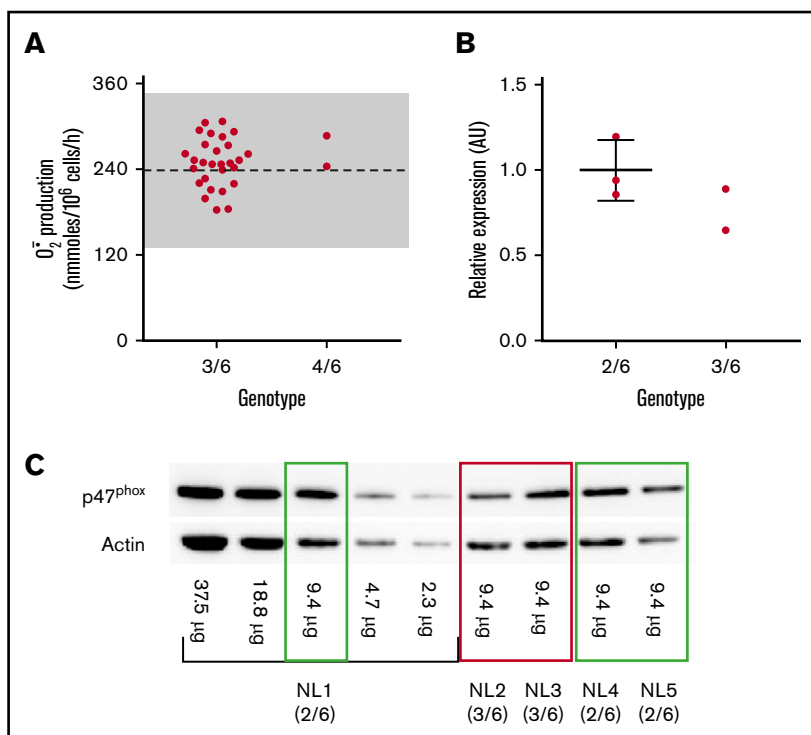 A
360
240
120
0
O2•̄ production
(nmmoles/10⁶ cells/h)
3/6 4/6
Genotype
B
1.5
1.0
0.5
0.0
Relative expression (AU)
2/6 3/6
Genotype
C
p47ᵖʰᵒˣ
Actin
37.5 µg 18.8 µg 9.4 µg 4.7 µg 2.3 µg 9.4 µg 9.4 µg 9.4 µg 9.4 µg
NL1 NL2 NL3 NL4 NL5
(2/6) (3/6) (3/6) (2/6) (2/6)